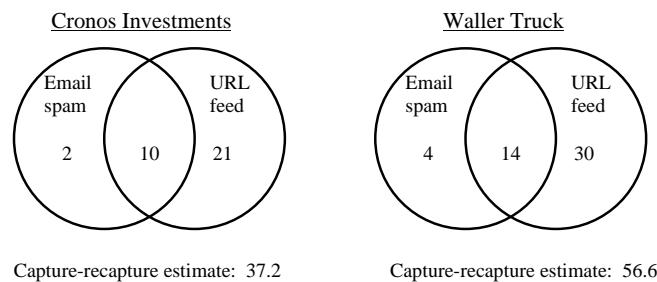 Cronos Investments
Email
spam
URL
feed
2
10
21
Capture-recapture estimate: 37.2
Waller Truck
Email
spam
URL
feed
4
14
30
Capture-recapture estimate: 56.6